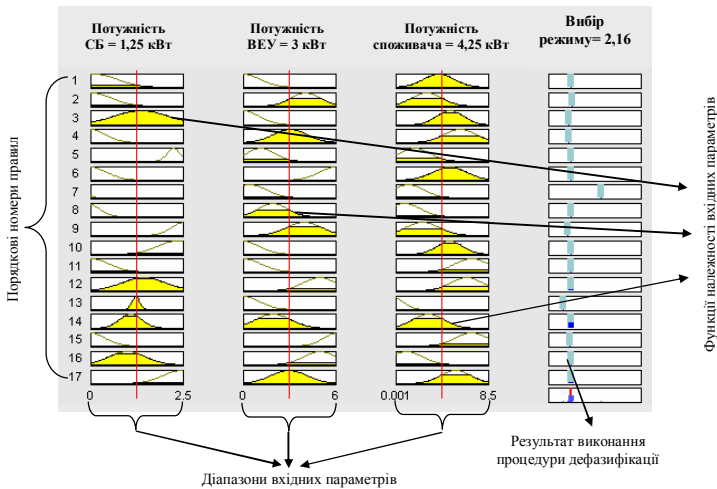 Потужність
СБ = 1,25 кВт
Потужність
ВЕУ = 3 кВт
Потужність
споживача = 4,25 кВт
Вибір
режиму= 2,16
Порядкові номери правил
1
2
3
4
5
6
7
8
9
10
11
12
13
14
15
16
17
0 2.5
0 6
0.001 8.5
Функції належності вхідних параметрів
Діапазони вхідних параметрів
Результат виконання
процедури дефазифікації